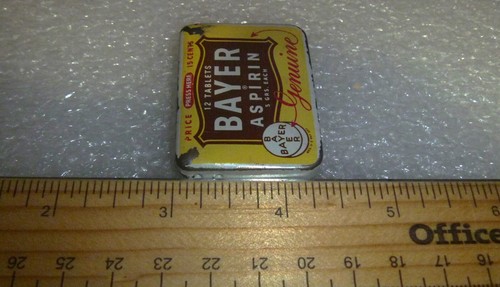 PRICE PRESS HERE 15 CENTS
12 TABLETS
BAYER
®
ASPIRIN
5 GRS. EACH
Genuine
BAYER
BAYER
2 3 4 5 6
Office
26 25 24 23 22 21 20 19 18 17 16